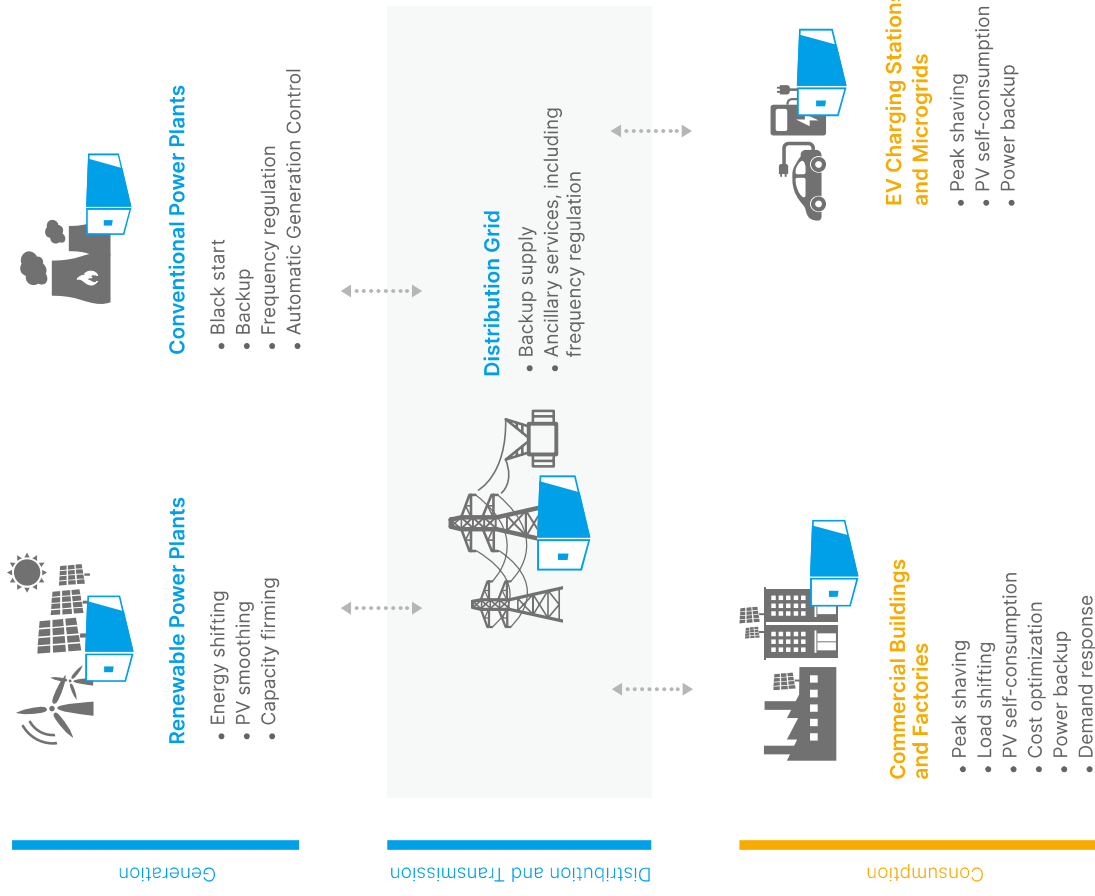 Generation
Renewable Power Plants
• Energy shifting
• PV smoothing
• Capacity firming
Conventional Power Plants
• Black start
• Backup
• Frequency regulation
• Automatic Generation Control
Distribution and Transmission
Distribution Grid
• Backup supply
• Ancillary services, including
frequency regulation
Consumption
Commercial Buildings
and Factories
• Peak shaving
• Load shifting
• PV self-consumption
• Cost optimization
• Power backup
• Demand response
EV Charging Stations
and Microgrids
• Peak shaving
• PV self-consumption
• Power backup